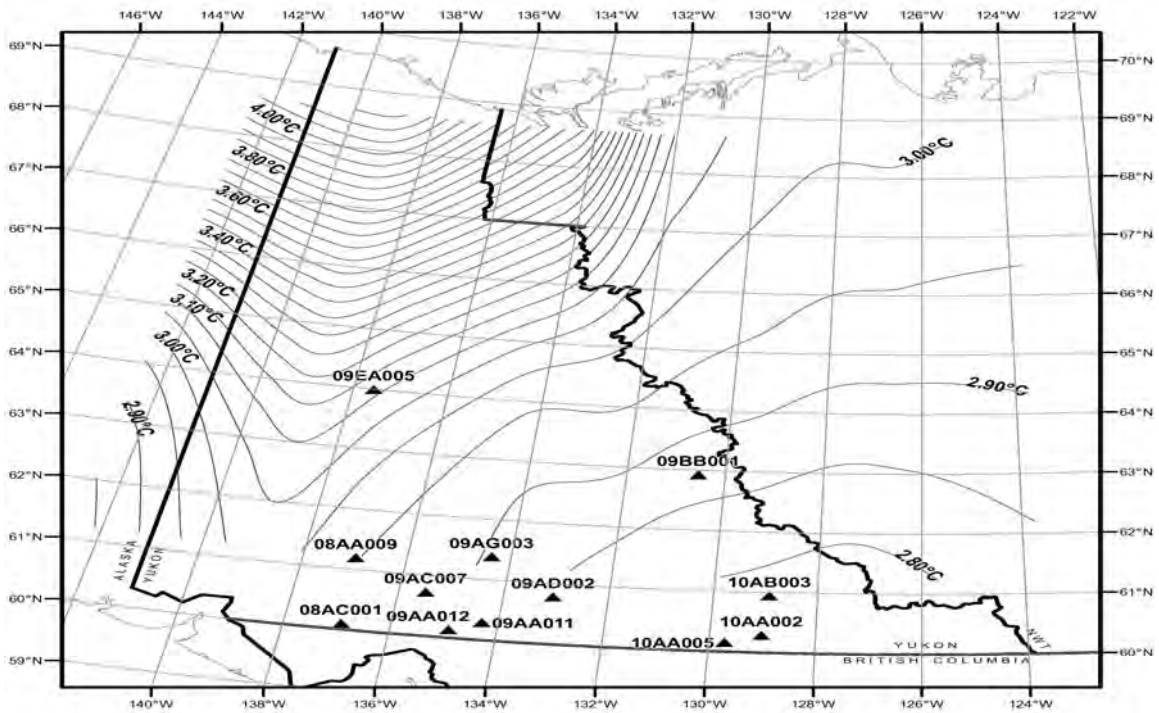 146°W 144°W 142°W 140°W 138°W 136°W 134°W 132°W 130°W 128°W 126°W 124°W 122°W
69°N
70°N
68°N
69°N
67°N
68°N
66°N
67°N
65°N
66°N
64°N
65°N
63°N
64°N
62°N
63°N
61°N
62°N
60°N
61°N
59°N
60°N
4.00°C
3.80°C
3.60°C
3.40°C
3.20°C
3.10°C
3.00°C
2.90°C
3.00°C
2.90°C
2.80°C
09EA005
09BB001
08AA009
09AG003
09AC007
09AD002
10AB003
08AC001
09AA012
09AA011
10AA002
10AA005
ALASKA
YUKON
YUKON
BRITISH COLUMBIA
NWT
140°W 138°W 136°W 134°W 132°W 130°W 128°W 126°W 124°W